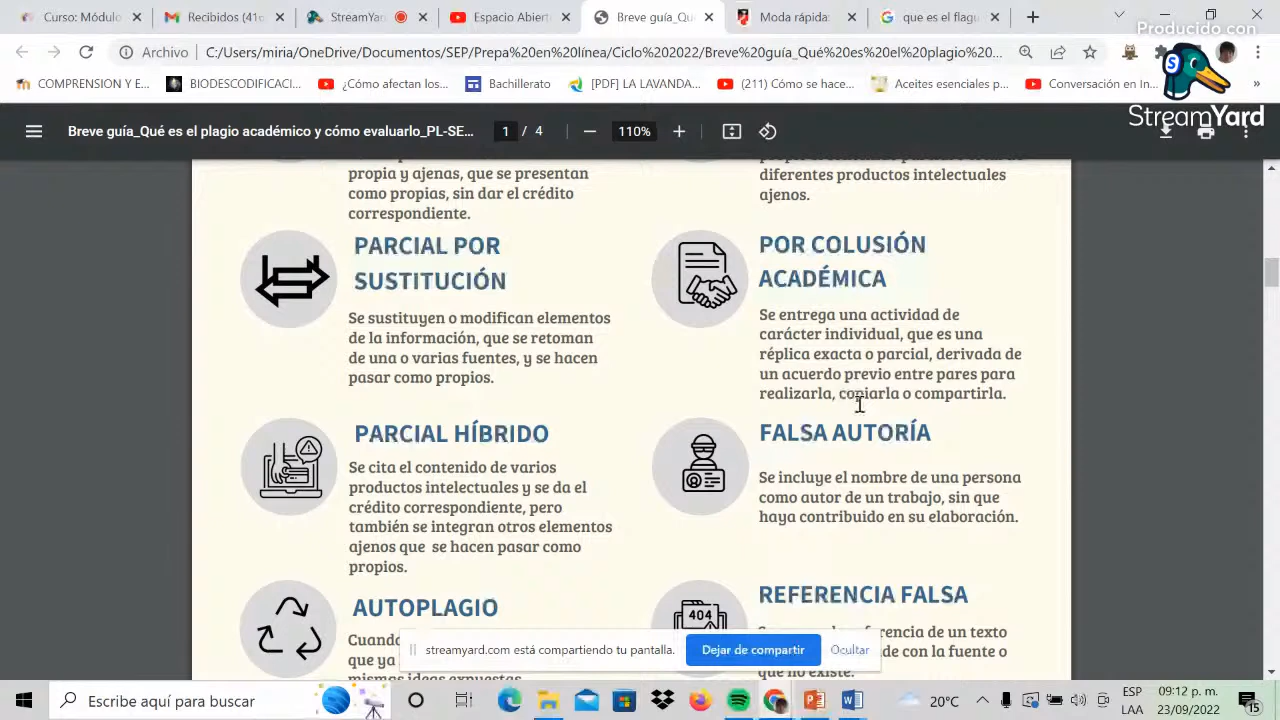 Curso: Módulo
Recibidos (41
StreamYar
Espacio Abiert
Breve guía_Qu
Moda rápida:
que es el flagu
Producido con
Archivo
C:/Users/miria/OneDrive/Documentos/SEP/Prepa%20en%20línea/Ciclo%202022/Breve%20guía_Qué%20es%20el%20plagio%20...
COMPRENSION Y E...
BIODESCODIFICACI...
¿Cómo afectan los...
Bachillerato
[PDF] LA LAVANDA...
(211) Cómo se hace...
Aceites esenciales p...
Conversación en In...
»
StreamYard
Breve guía_Qué es el plagio académico y cómo evaluarlo_PL-SE...
1 / 4
110%
propia y ajenas, que se presentan
como propias, sin dar el crédito
correspondiente.
diferentes productos intelectuales
ajenos.
PARCIAL POR
SUSTITUCIÓN
Se sustituyen o modifican elementos
de la información, que se retoman
de una o varias fuentes, y se hacen
pasar como propios.
POR COLUSIÓN
ACADÉMICA
Se entrega una actividad de
carácter individual, que es una
réplica exacta o parcial, derivada de
un acuerdo previo entre pares para
realizarla, copiarla o compartirla.
PARCIAL HÍBRIDO
Se cita el contenido de varios
productos intelectuales y se da el
crédito correspondiente, pero
también se integran otros elementos
ajenos que se hacen pasar como
propios.
FALSA AUTORÍA
Se incluye el nombre de una persona
como autor de un trabajo, sin que
haya contribuido en su elaboración.
AUTOPLAGIO
Cuando
que ya
mismas ideas expuestas
404
REFERENCIA FALSA
ferencia de un texto
de con la fuente o
que no existe.
streamyard.com está compartiendo tu pantalla.
Dejar de compartir
Ocultar
Escribe aquí para buscar
20°C
ESP
LAA
09:12 p. m.
23/09/2022
15